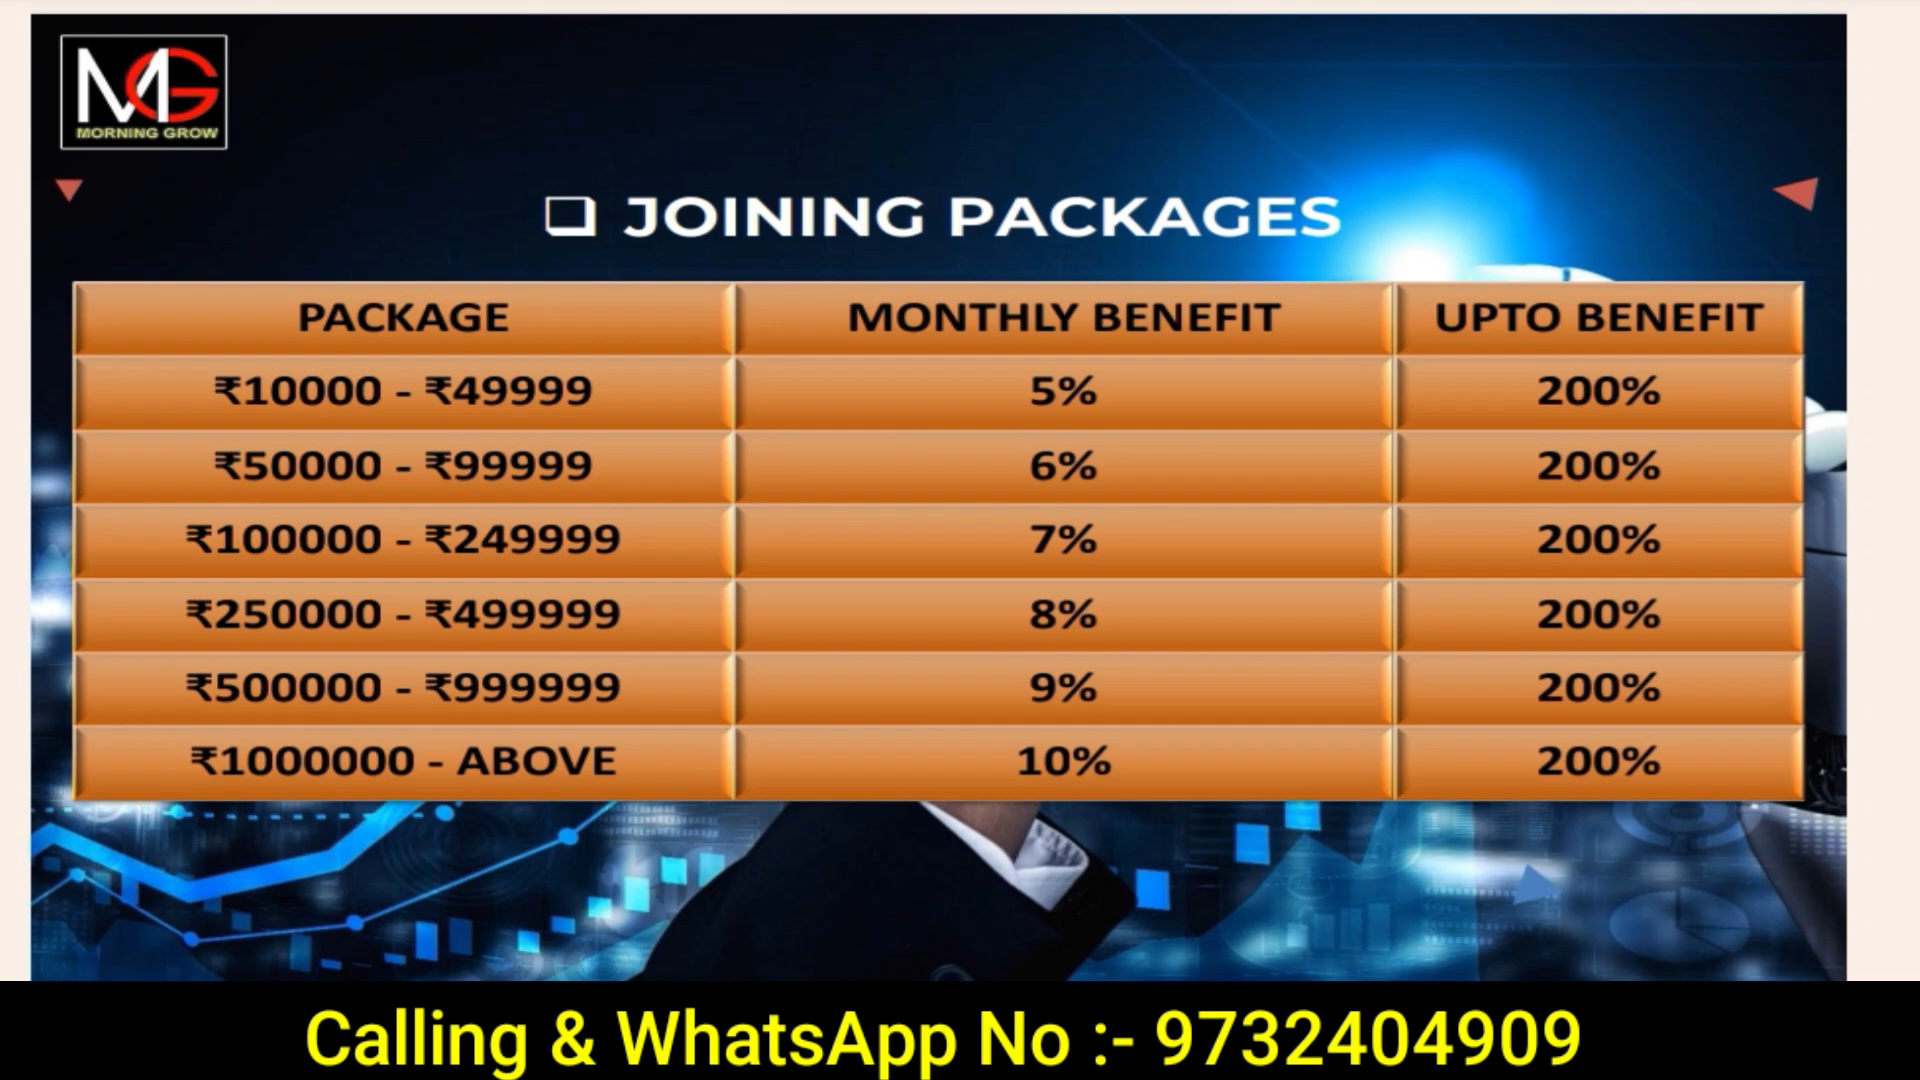 MG
MORNING GROW
❑ JOINING PACKAGES
PACKAGE MONTHLY BENEFIT UPTO BENEFIT
₹10000 - ₹49999 5% 200%
₹50000 - ₹99999 6% 200%
₹100000 - ₹249999 7% 200%
₹250000 - ₹499999 8% 200%
₹500000 - ₹999999 9% 200%
₹1000000 - ABOVE 10% 200%
Calling & WhatsApp No :- 9732404909